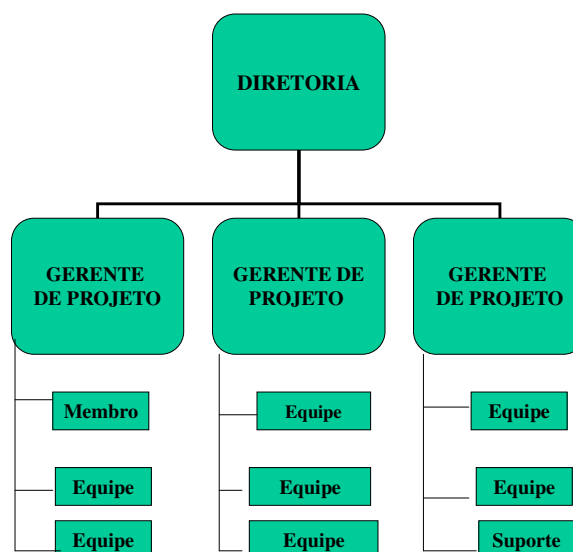 DIRETORIA
GERENTE
DE PROJETO
GERENTE DE
PROJETO
GERENTE
DE PROJETO
Membro
Equipe
Equipe
Equipe
Equipe
Equipe
Equipe
Equipe
Suporte